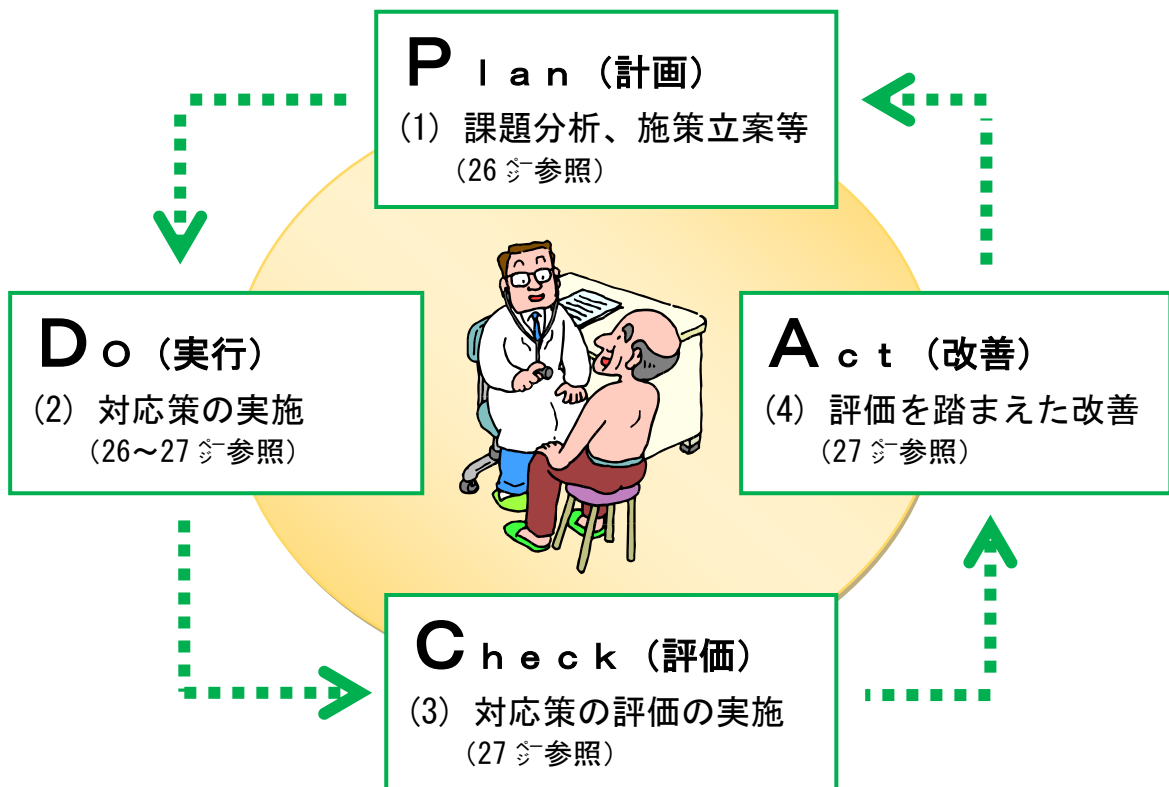 Ｐｌａｎ（計画）
(1) 課題分析、施策立案等
（26 ㌻参照）
Ｄｏ（実行）
(2) 対応策の実施
（26～27 ㌻参照）
Ａｃｔ（改善）
(4) 評価を踏まえた改善
（27 ㌻参照）
Ｃｈｅｃｋ（評価）
(3) 対応策の評価の実施
（27 ㌻参照）